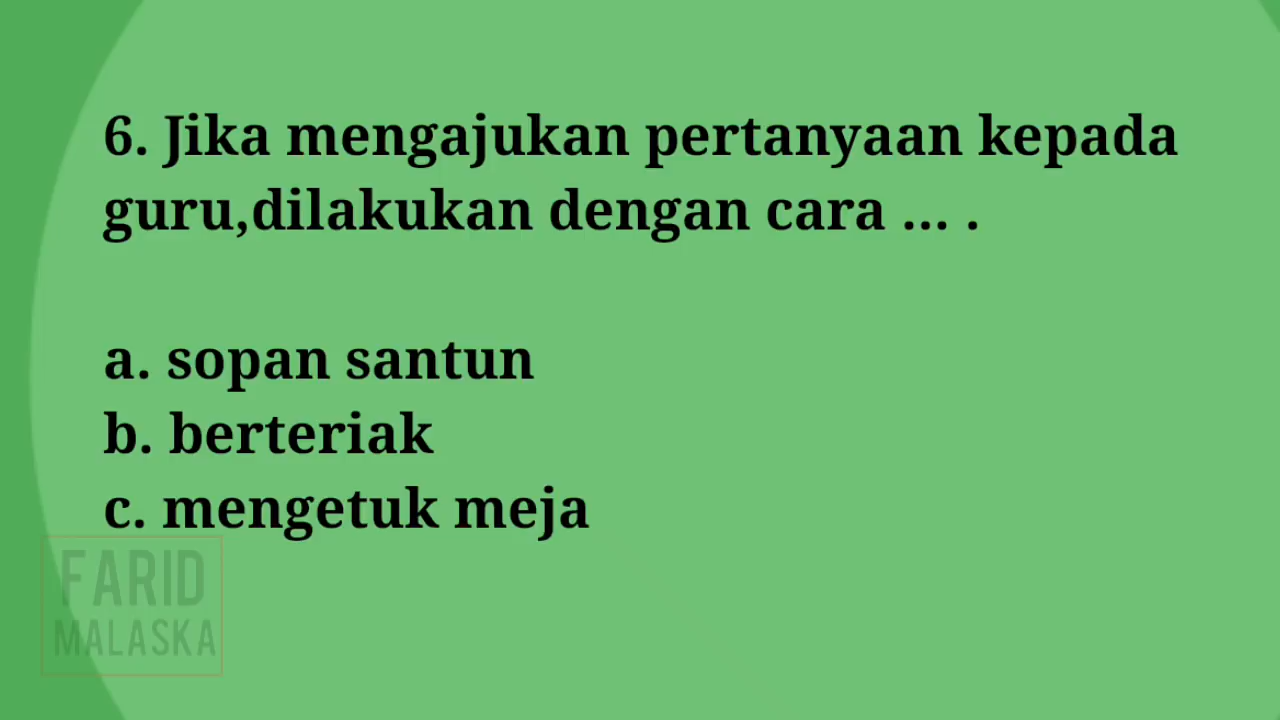 6. Jika mengajukan pertanyaan kepada
guru,dilakukan dengan cara ... .
a. sopan santun
b. berteriak
c. mengetuk meja
FARID
MALASKA